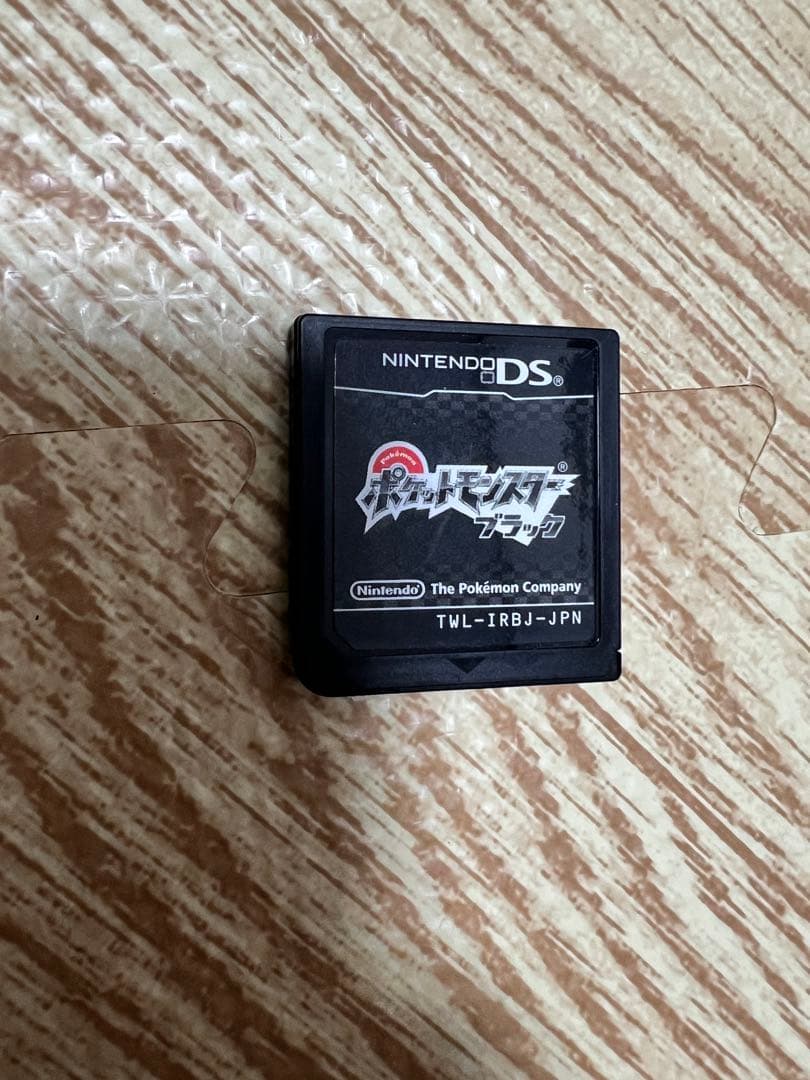 NINTENDO DS®
Pokémon
ポケットモンスター®
ブラック
Nintendo® The Pokémon Company
TWL-IRBJ-JPN